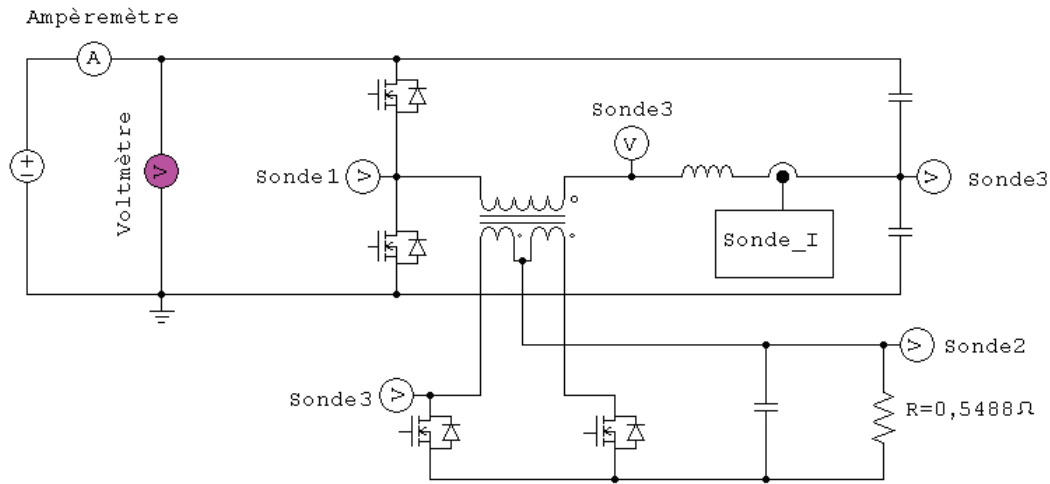 Ampèremètre
A
Voltmètre
V
Sonde1
V
Sonde3
V
V
Sonde3
Sonde_I
Sonde3
V
V
Sonde2
R=0,5488Ω